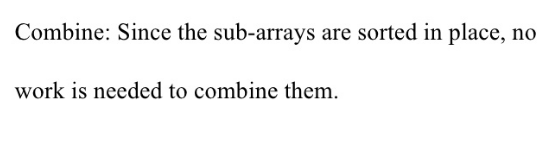 Combine: Since the sub-arrays are sorted in place, no
work is needed to combine them.